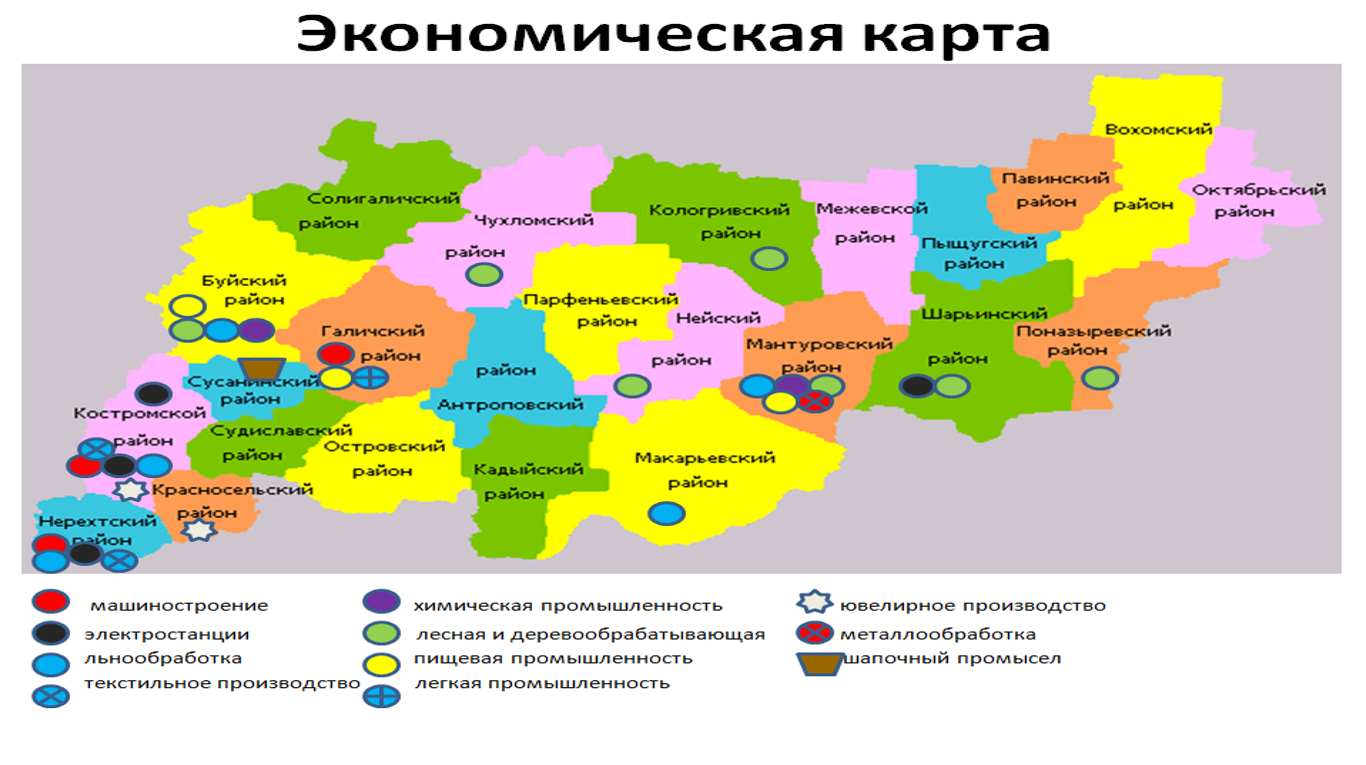 Экономическая карта
Вохомский
район
Павинский
район
Октябрьский
район
Солигаличский
район
Чухломский
район
Кологривский
район
Межевской
район
Пыщугский
район
Буйский
район
Парфеньевский
район
Нейский
район
Шарьинский
район
Поназыревский
район
Галичский
район
Мантуровский
район
район
Антроповский
Сусанинский
район
Костромской
район
Судиславский
район
Островский
район
Кадыйский
район
Макарьевский
район
Красносельский
район
Нерехтский
район
машиностроение
электростанции
льнообработка
текстильное производство
химическая промышленность
лесная и деревообрабатывающая
пищевая промышленность
легкая промышленность
ювелирное производство
металлообработка
шапочный промысел